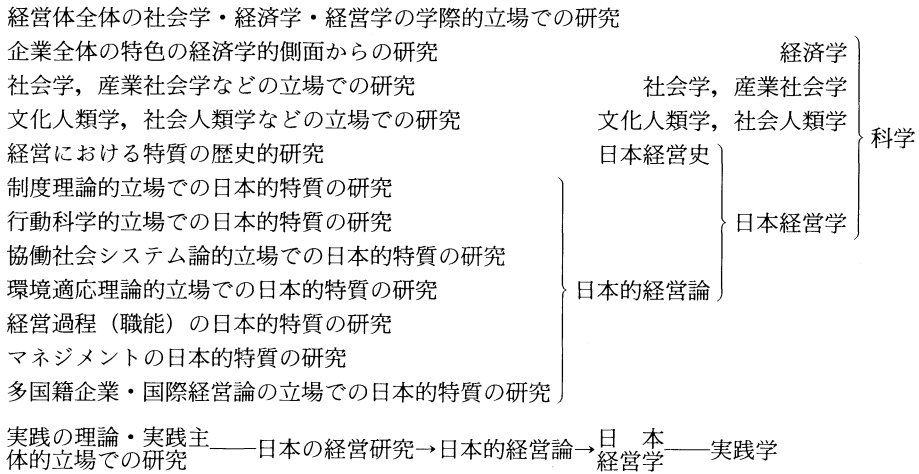 経営体全体の社会学・経済学・経営学の学際的立場での研究
企業全体の特色の経済学的側面からの研究 経済学
社会学，産業社会学などの立場での研究 社会学，産業社会学
文化人類学，社会人類学などの立場での研究 文化人類学，社会人類学
科学
経営における特質の歴史的研究 日本経営史
制度理論的立場での日本的特質の研究
行動科学的立場での日本的特質の研究 日本経営学
協働社会システム論的立場での日本的特質の研究
環境適応理論的立場での日本的特質の研究 日本的経営論
経営過程（職能）の日本的特質の研究
マネジメントの日本的特質の研究
多国籍企業・国際経営論の立場での日本的特質の研究
実践の理論・実践主
体的立場での研究
日本の経営研究→日本的経営論→
日 本
経営学
実践学